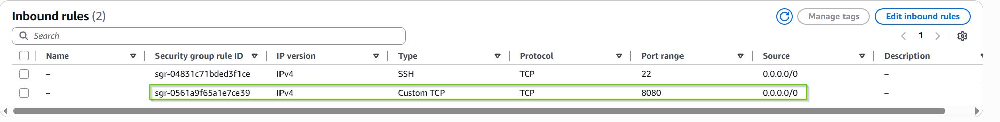 Inbound rules (2)
Manage tags
Edit inbound rules
Search
1
Name Security group rule ID IP version Type Protocol Port range Source Description
– sgr-04831c71bded3f1ce IPv4 SSH TCP 22 0.0.0.0/0 –
– sgr-0561a9f65a1e7ce39 IPv4 Custom TCP TCP 8080 0.0.0.0/0 –